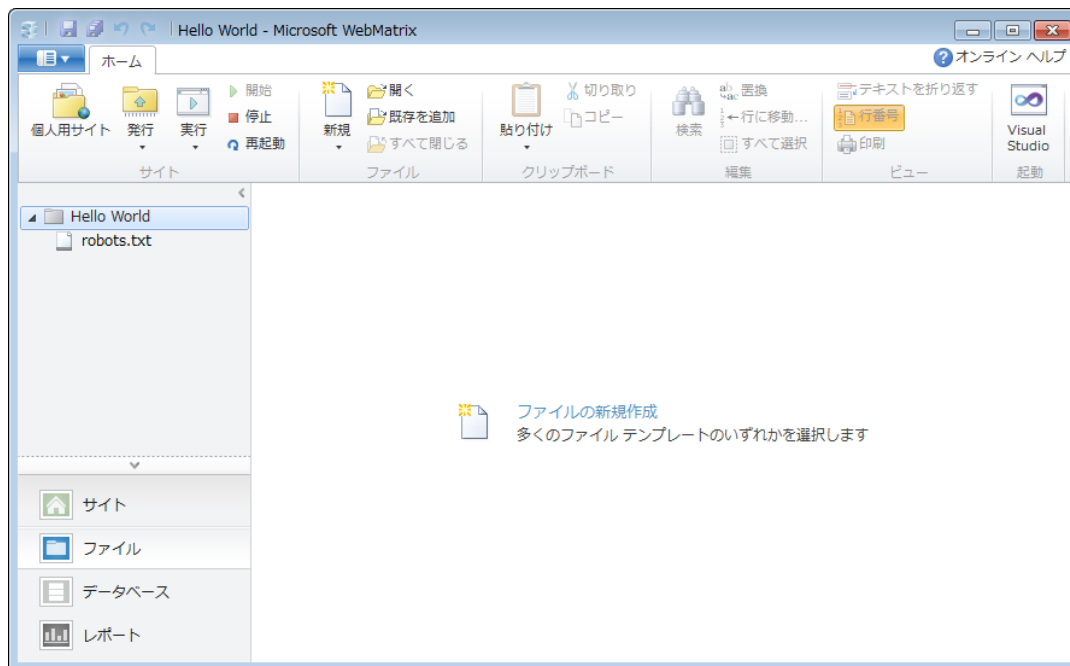 Hello World - Microsoft WebMatrix
ホーム
オンライン ヘルプ
個人用サイト
発行
実行
開始
停止
再起動
サイト
新規
開く
既存を追加
すべて閉じる
ファイル
貼り付け
切り取り
コピー
クリップボード
検索
置換
行に移動...
すべて選択
編集
テキストを折り返す
行番号
印刷
ビュー
Visual
Studio
起動
Hello World
robots.txt
ファイルの新規作成
多くのファイル テンプレートのいずれかを選択します
サイト
ファイル
データベース
レポート